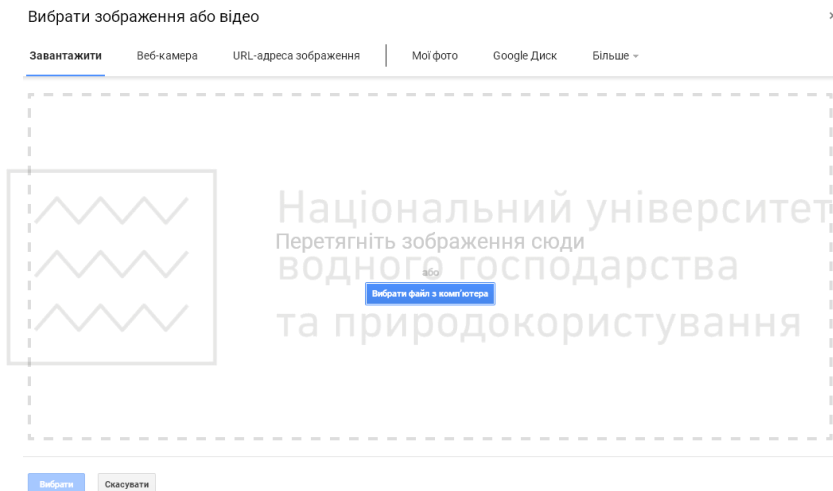 Вибрати зображення або відео
Завантажити Веб-камера URL-адреса зображення Мої фото Google Диск Більше
Національний університет
Перетягніть зображення сюди
водного господарства
або
Вибрати файл з комп'ютера
та природокористування
Вибрати Скасувати